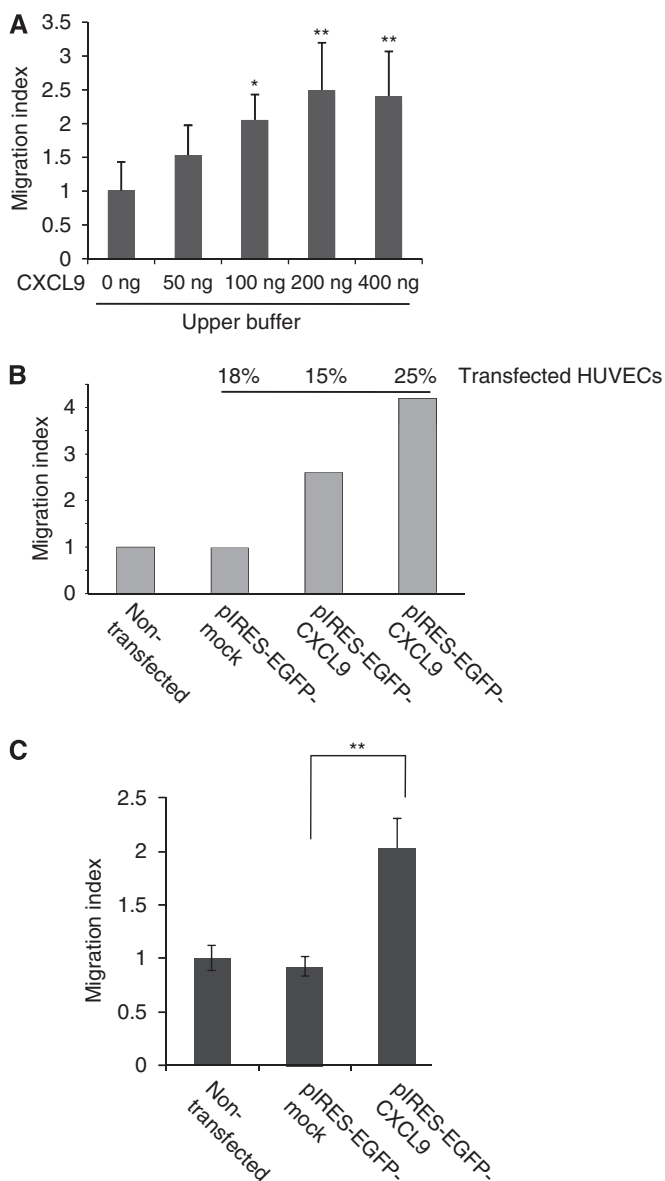 A
3.5
3
2.5
2
1.5
1
0.5
0
Migration index
*
**
**
CXCL9 0 ng 50 ng 100 ng 200 ng 400 ng
Upper buffer
B
18% 15% 25% Transfected HUVECs
4
3
2
1
0
Migration index
Non-
transfected
pIRES-EGFP-
mock
pIRES-EGFP-
CXCL9
pIRES-EGFP-
CXCL9
C
**
2.5
2
1.5
1
0.5
0
Migration index
Non-
transfected
pIRES-EGFP-
mock
pIRES-EGFP-
CXCL9